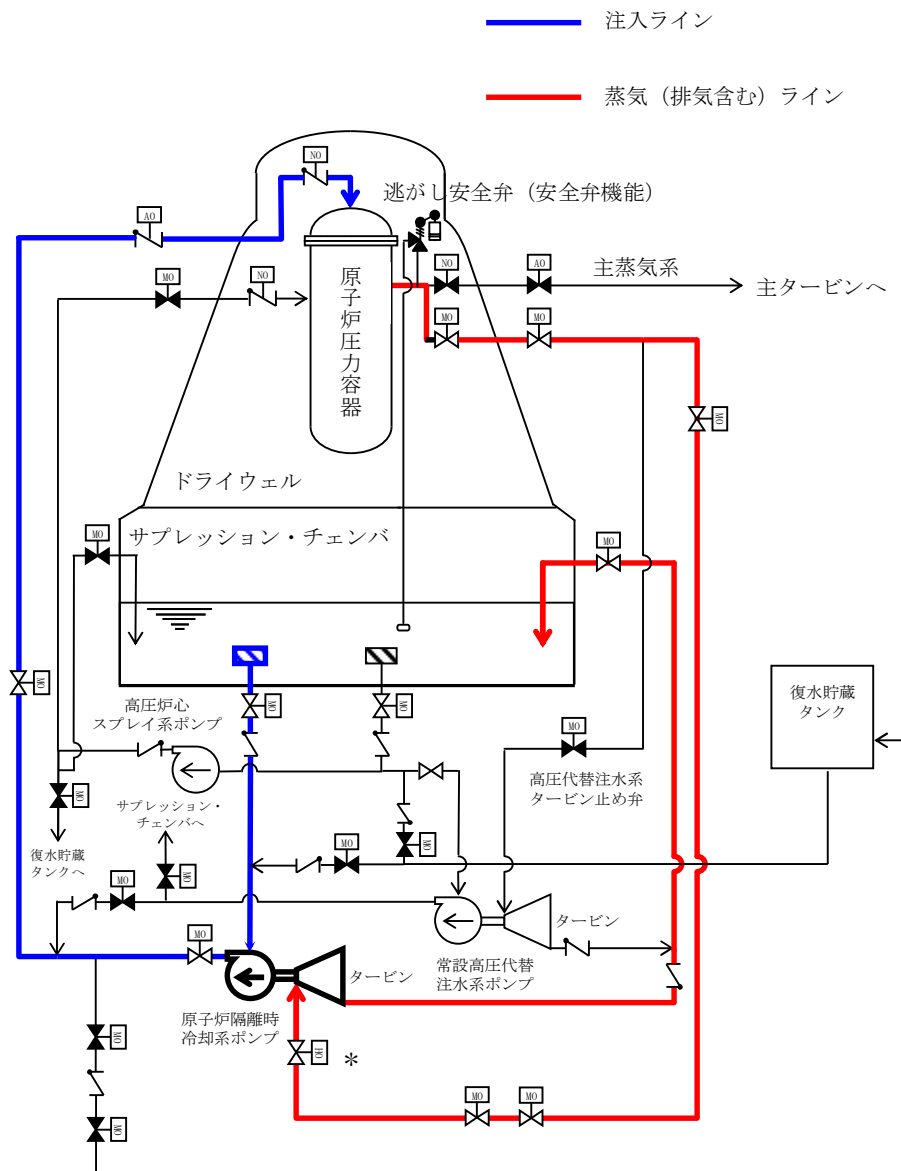 注入ライン
蒸気（排気含む）ライン
NO
逃がし安全弁（安全弁機能）
AO
MO
NO
NO
AO
主蒸気系
主タービンへ
原子炉圧力容器
MO
MO
MO
ドライウェル
サプレッション・チェンバ
MO
MO
MO
高圧炉心
スプレイ系ポンプ
MO
MO
復水貯蔵
タンク
MO
高圧代替注水系
タービン止め弁
MO
サプレッション・
チェンバへ
復水貯蔵
タンクへ
MO
MO
MO
MO
タービン
MO
常設高圧代替
注水系ポンプ
タービン
原子炉隔離時
冷却系ポンプ
MO
HO
＊
MO
MO
MO